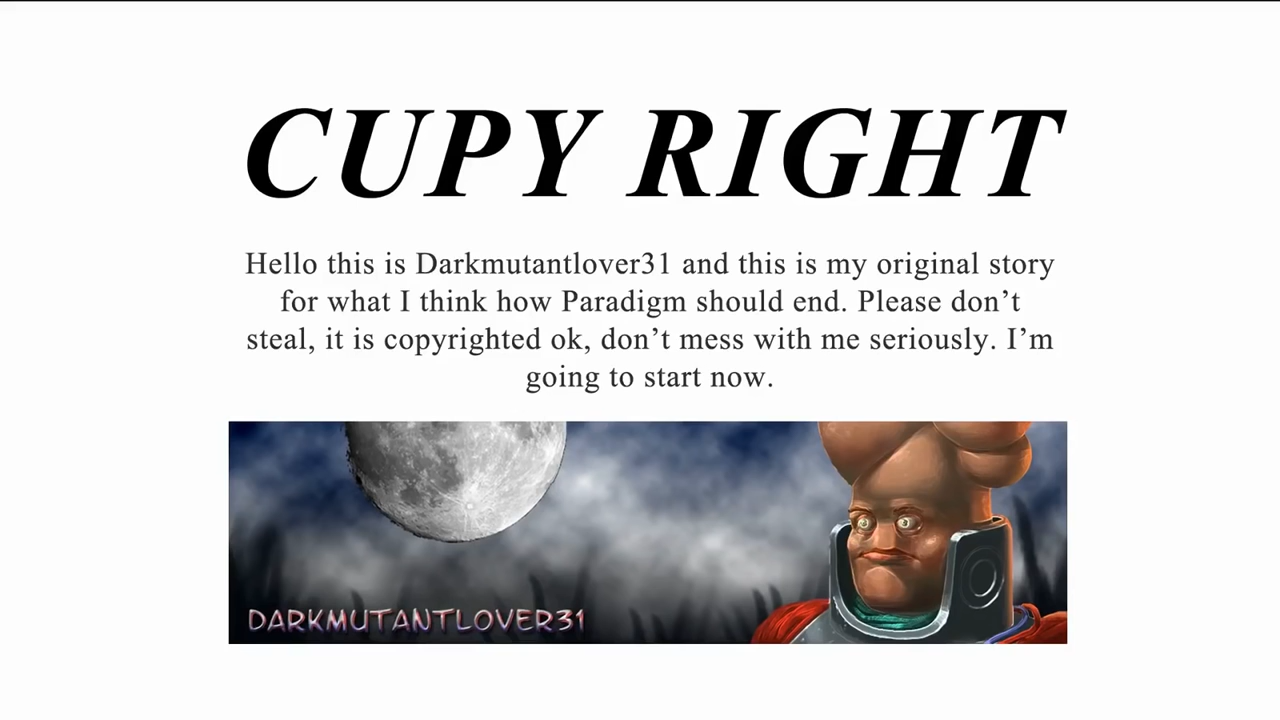 CUPY RIGHT
Hello this is Darkmutantlover31 and this is my original story
for what I think how Paradigm should end. Please don’t
steal, it is copyrighted ok, don’t mess with me seriously. I’m
going to start now.
DARKMUTANTLOVER31